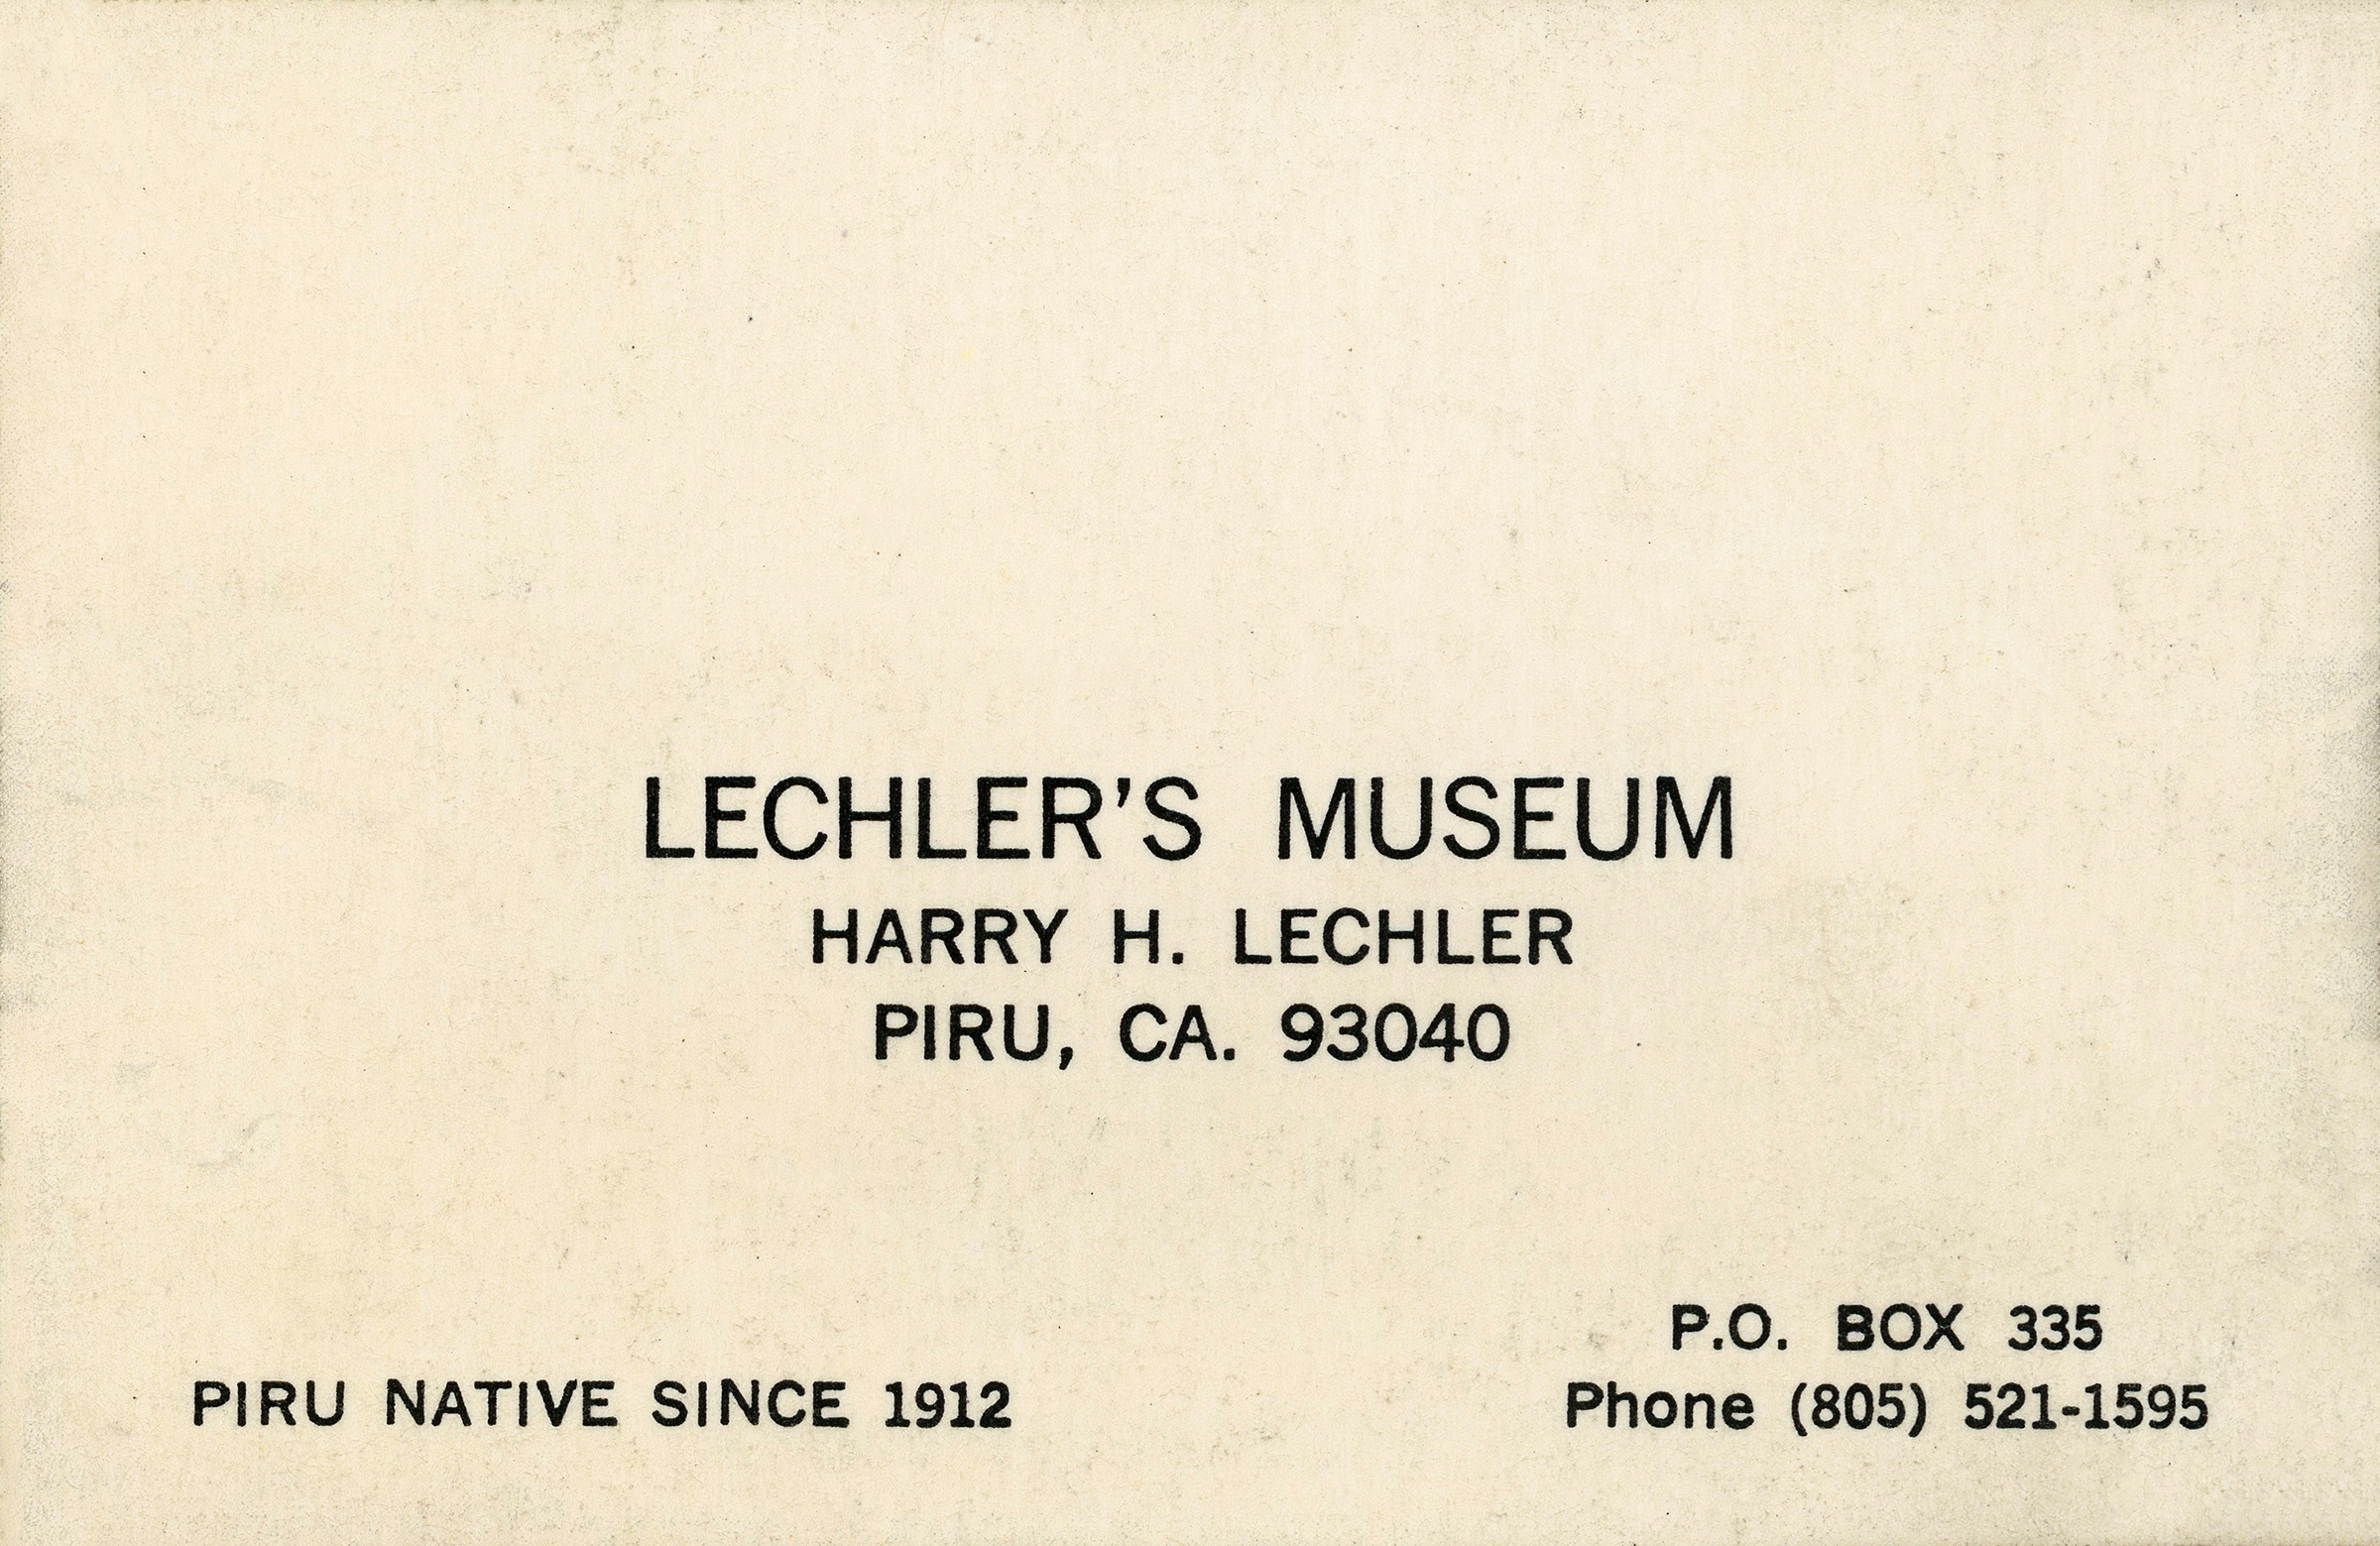 LECHLER'S MUSEUM
HARRY H. LECHLER
PIRU, CA. 93040
PIRU NATIVE SINCE 1912
P.O. BOX 335
Phone (805) 521-1595